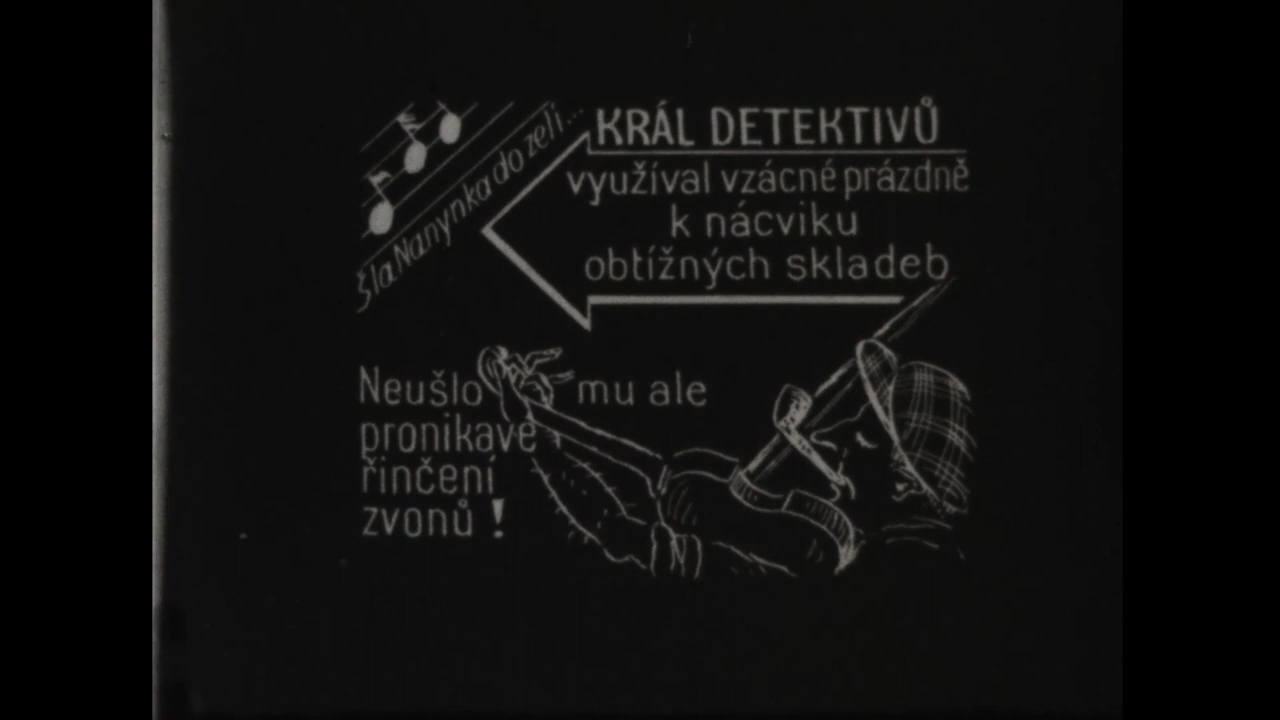 Šla Nanynka do zelí...
KRÁL DETEKTIVŮ
využíval vzácné prázdně
k nácviku
obtížných skladeb
Neušlo mu ale
pronikavé
řinčení
zvonů !